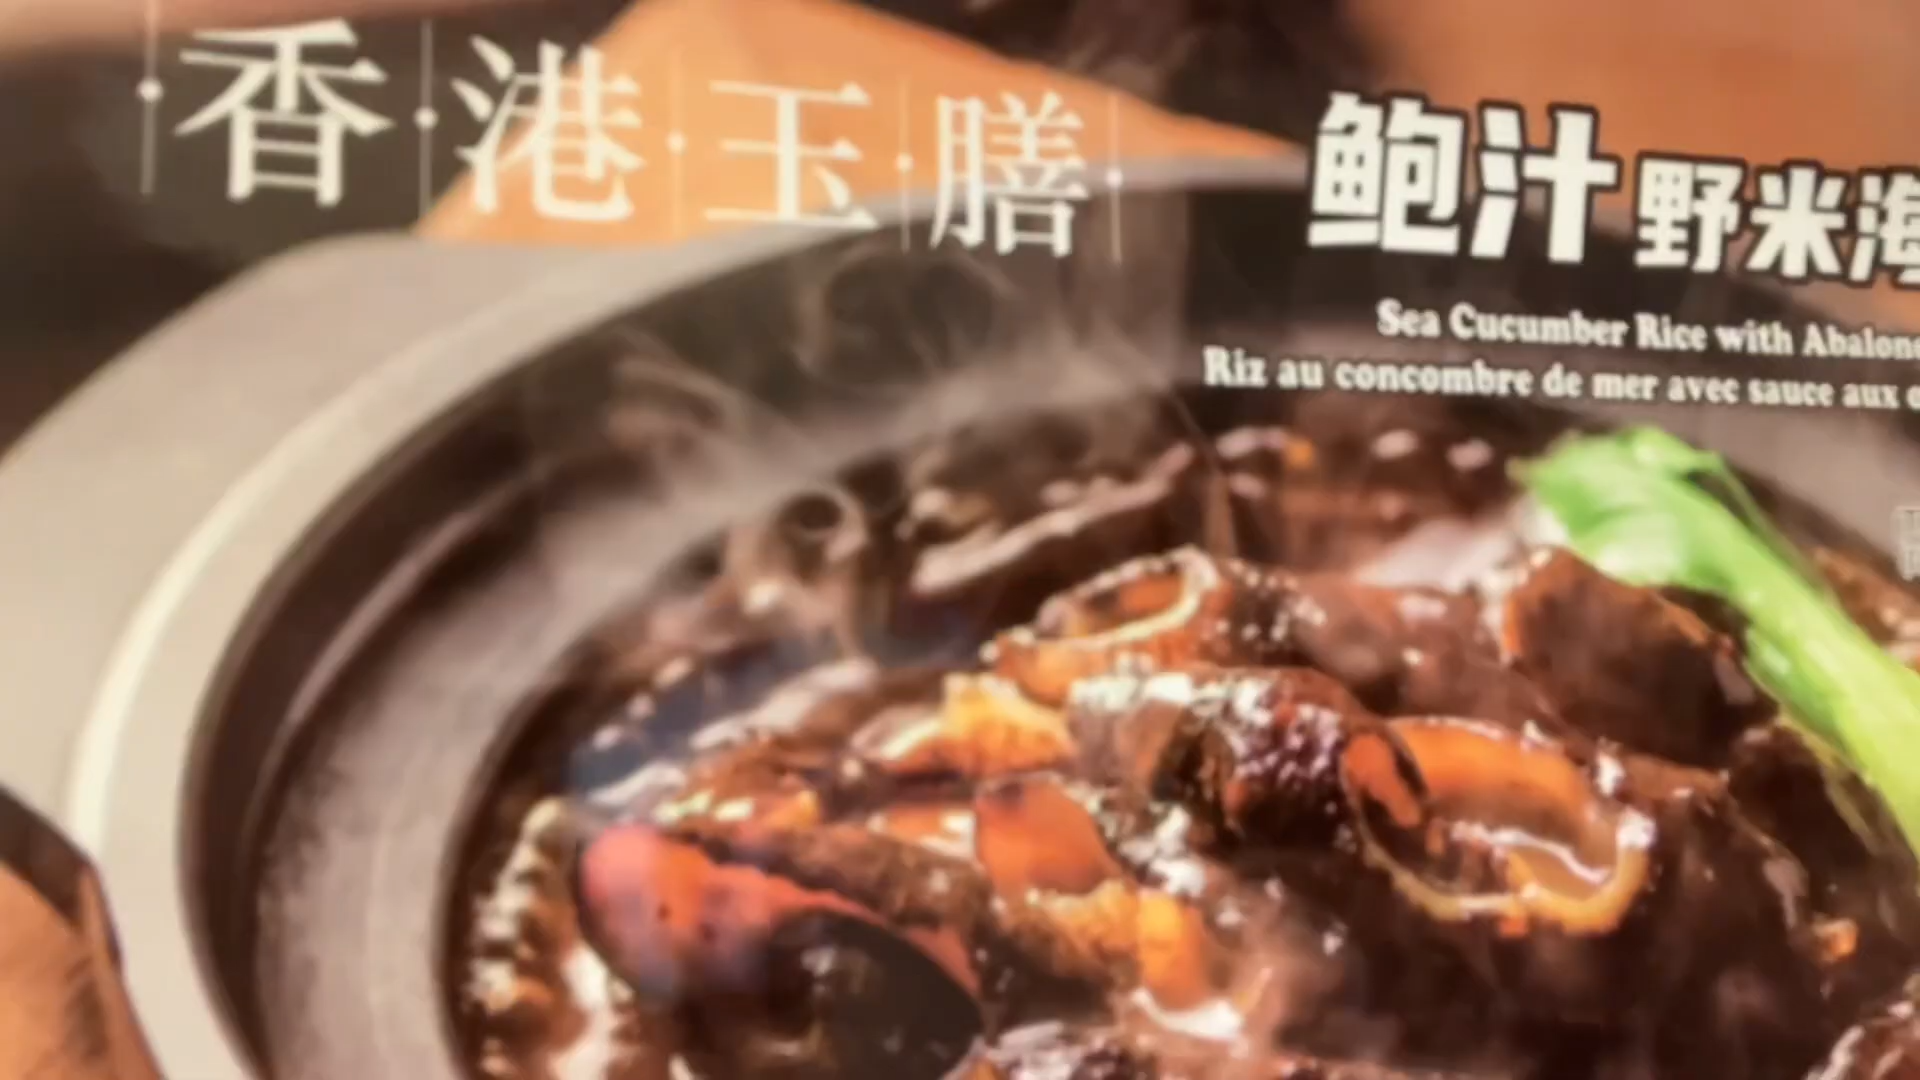 香港玉膳
鲍汁野米海
Sea Cucumber Rice with Abalone
Riz au concombre de mer avec sauce aux